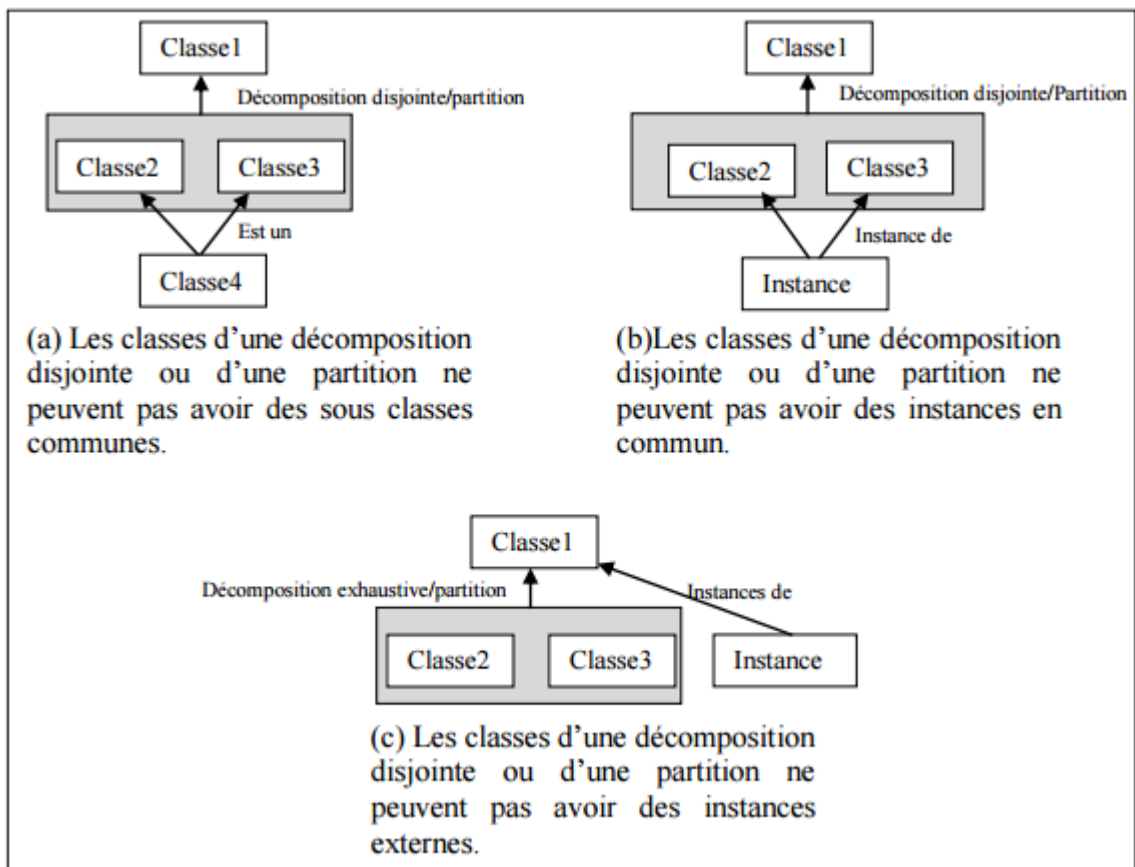 Classe1
Décomposition disjointe/partition
Classe2
Classe3
Est un
Classe4
(a) Les classes d'une décomposition
disjointe ou d'une partition ne
peuvent pas avoir des sous classes
communes.
Classe1
Décomposition disjointe/Partition
Classe2
Classe3
Instance de
Instance
(b)Les classes d'une décomposition
disjointe ou d'une partition ne
peuvent pas avoir des instances en
commun.
Classe1
Décomposition exhaustive/partition
Instances de
Classe2
Classe3
Instance
(c) Les classes d'une décomposition
disjointe ou d'une partition ne
peuvent pas avoir des instances
externes.